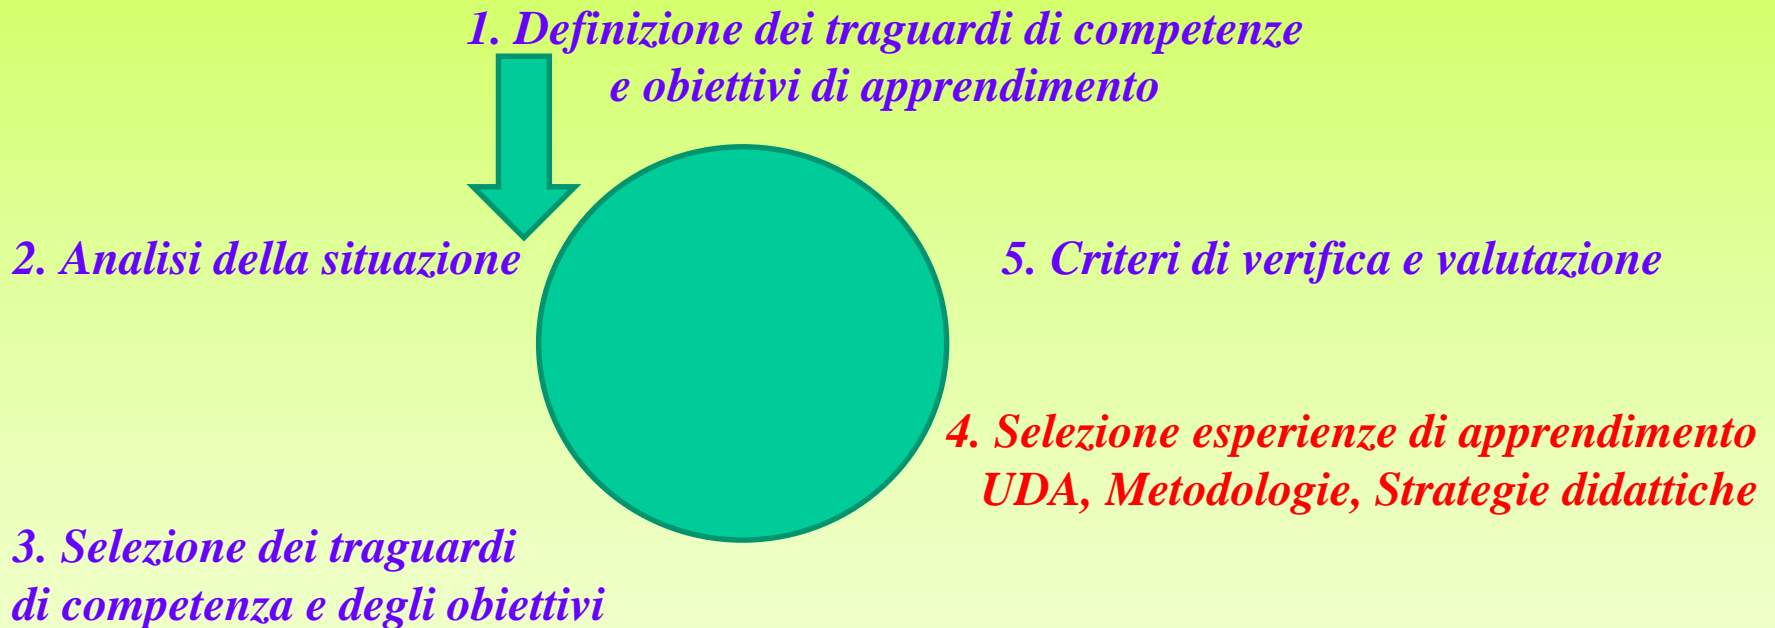 1. Definizione dei traguardi di competenze
e obiettivi di apprendimento
2. Analisi della situazione
5. Criteri di verifica e valutazione
4. Selezione esperienze di apprendimento
UDA, Metodologie, Strategie didattiche
3. Selezione dei traguardi
di competenza e degli obiettivi